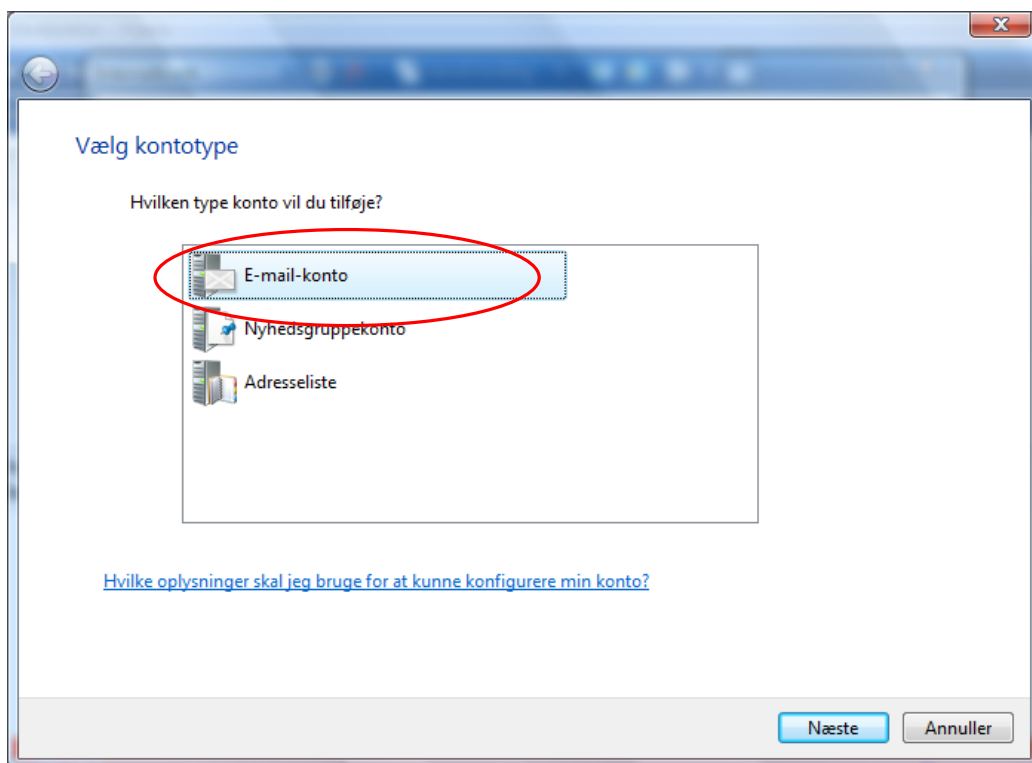 Vælg kontotype
Hvilken type konto vil du tilføje?
E-mail-konto
Nyhedsgruppekonto
Adresseliste
Hvilke oplysninger skal jeg bruge for at kunne konfigurere min konto?
Næste
Annuller